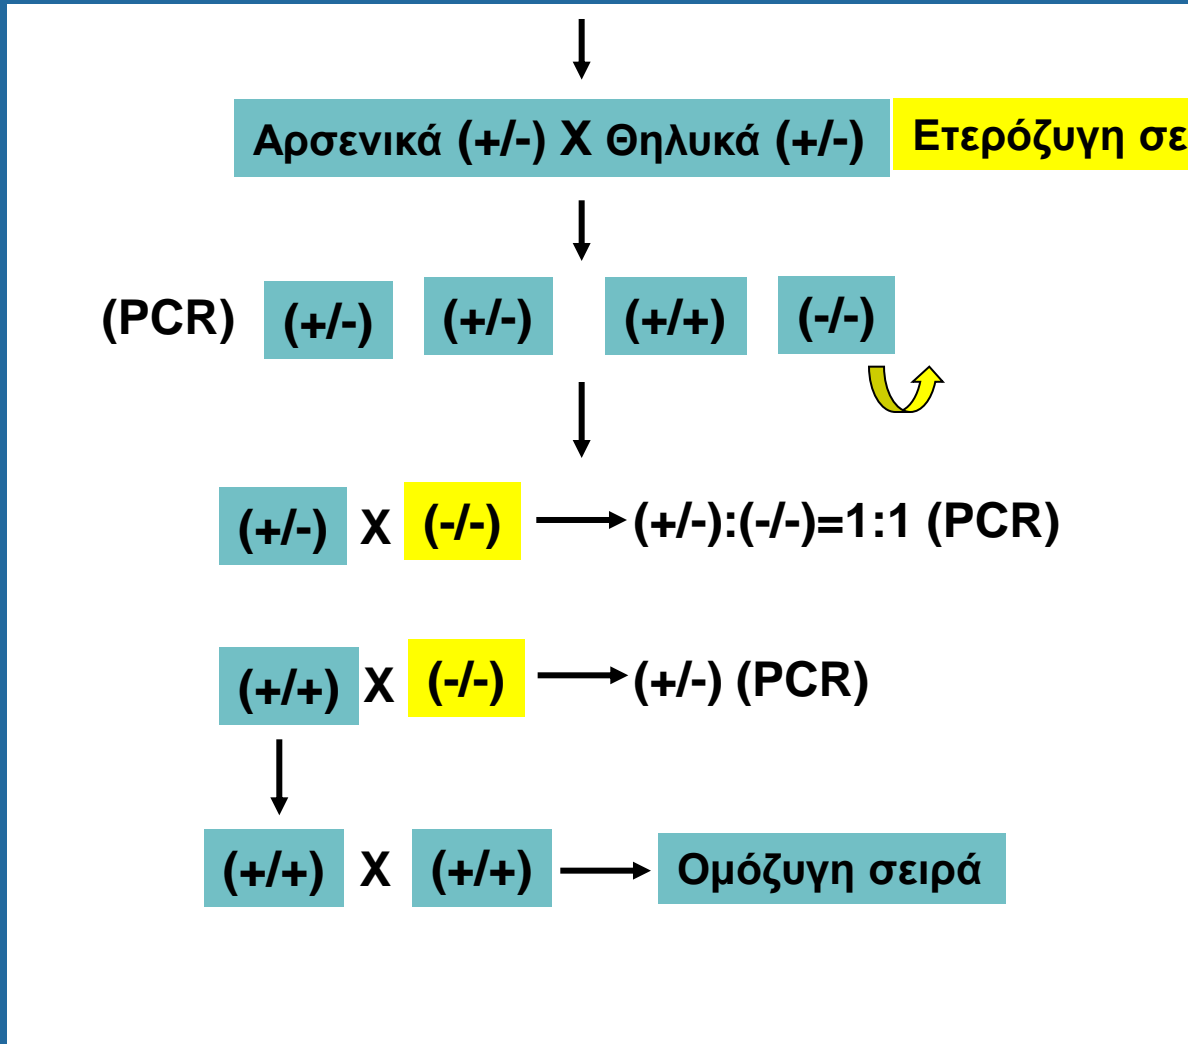 Αρσενικά (+/-) Χ Θηλυκά (+/-) Ετερόζυγη σε
(PCR) (+/-) (+/-) (+/+) (-/-)
(+/-) Χ (-/-) (+/-):(-/-)=1:1 (PCR)
(+/+) Χ (-/-) (+/-) (PCR)
(+/+) Χ (+/+) Ομόζυγη σειρά